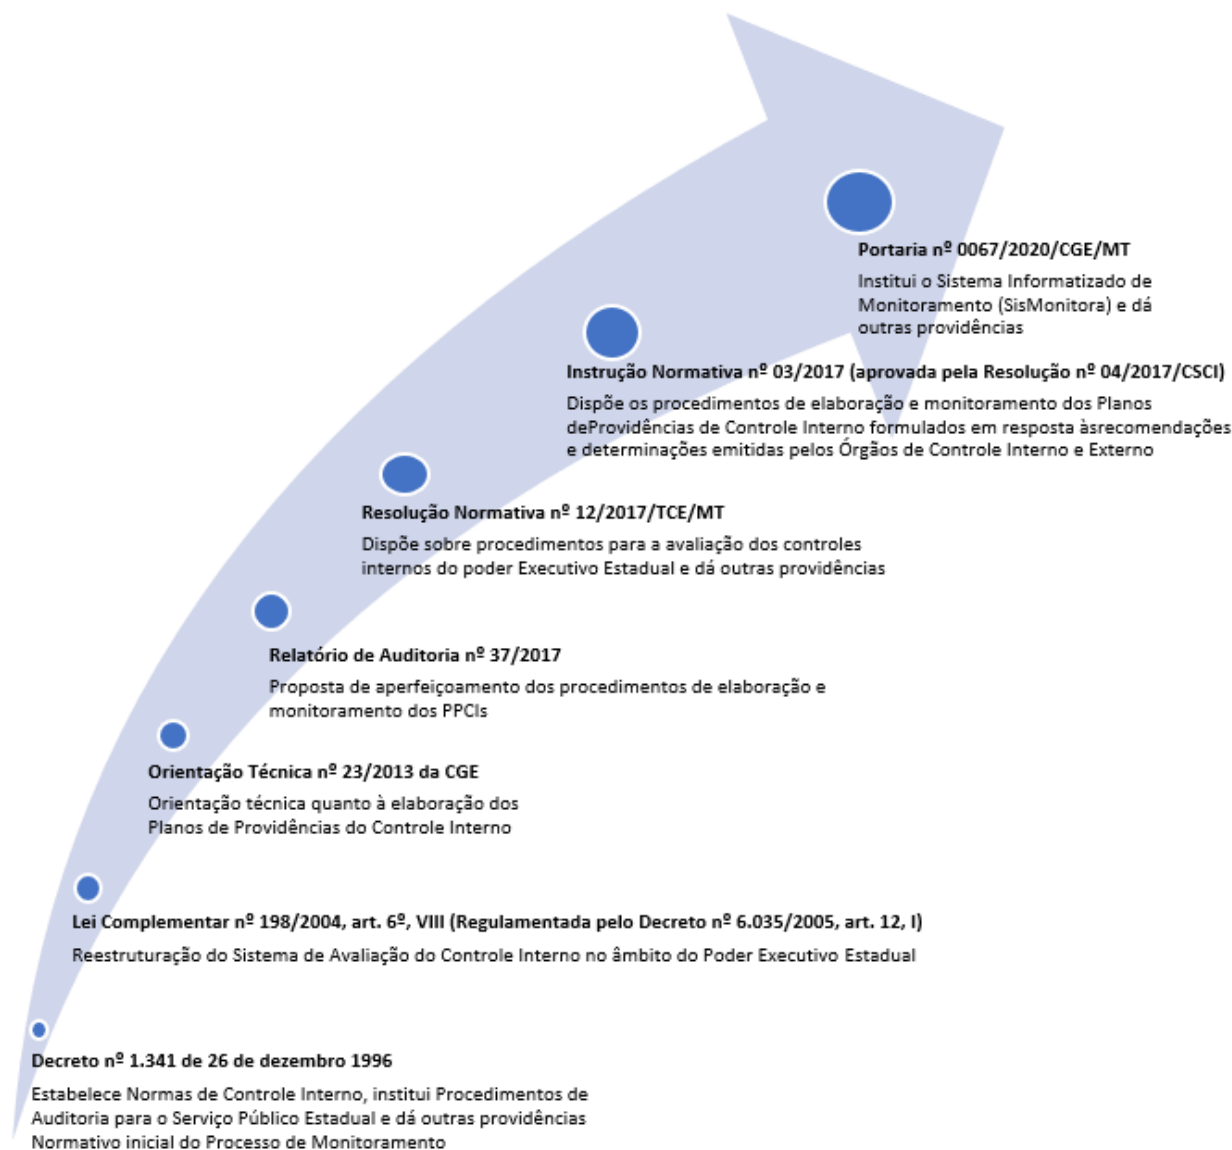 Portaria nº 0067/2020/CGE/MT
Institui o Sistema Informatizado de
Monitoramento (SisMonitora) e dá
outras providências
Instrução Normativa nº 03/2017 (aprovada pela Resolução nº 04/2017/CSCI)
Dispõe os procedimentos de elaboração e monitoramento dos Planos
deProvidências de Controle Interno formulados em resposta àsrecomendações
e determinações emitidas pelos Órgãos de Controle Interno e Externo
Resolução Normativa nº 12/2017/TCE/MT
Dispõe sobre procedimentos para a avaliação dos controles
internos do poder Executivo Estadual e dá outras providências
Relatório de Auditoria nº 37/2017
Proposta de aperfeiçoamento dos procedimentos de elaboração e
monitoramento dos PPCIs
Orientação Técnica nº 23/2013 da CGE
Orientação técnica quanto à elaboração dos
Planos de Providências do Controle Interno
Lei Complementar nº 198/2004, art. 6º, VIII (Regulamentada pelo Decreto nº 6.035/2005, art. 12, I)
Reestruturação do Sistema de Avaliação do Controle Interno no âmbito do Poder Executivo Estadual
Decreto nº 1.341 de 26 de dezembro 1996
Estabelece Normas de Controle Interno, institui Procedimentos de
Auditoria para o Serviço Público Estadual e dá outras providências
Normativo inicial do Processo de Monitoramento